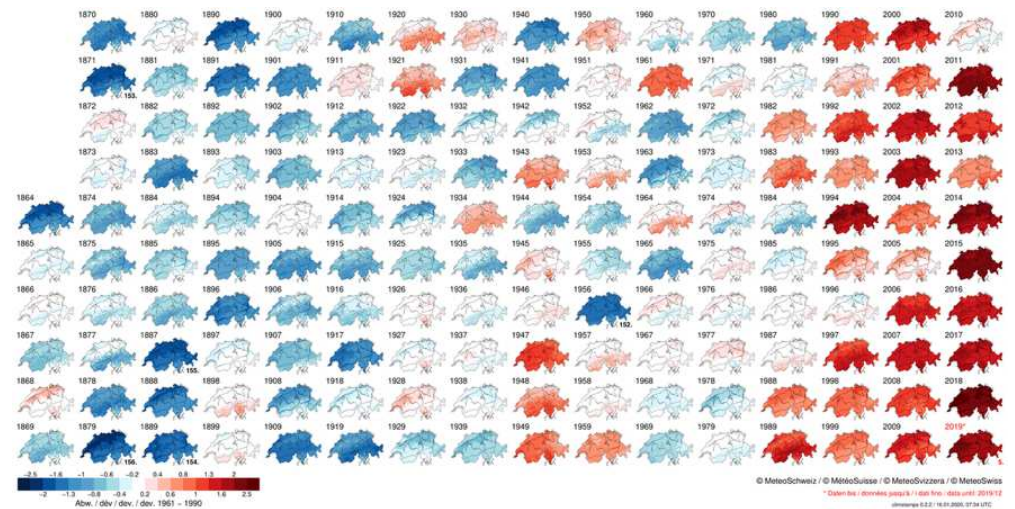 1870 1880 1890 1900 1910 1920 1930 1940 1950 1960 1970 1980 1990 2000 2010
1871 1881 1891 1901 1911 1921 1931 1941 1951 1961 1971 1981 1991 2001 2011
153.
1872 1882 1892 1902 1912 1922 1932 1942 1952 1962 1972 1982 1992 2002 2012
1873 1883 1893 1903 1913 1923 1933 1943 1953 1963 1973 1983 1993 2003 2013
1864 1874 1884 1894 1904 1914 1924 1934 1944 1954 1964 1974 1984 1994 2004 2014
1865 1875 1885 1895 1905 1915 1925 1935 1945 1955 1965 1975 1985 1995 2005 2015
1866 1876 1886 1896 1906 1916 1926 1936 1946 1956 1966 1976 1986 1996 2006 2016
152.
1867 1877 1887 1897 1907 1917 1927 1937 1947 1957 1967 1977 1987 1997 2007 2017
155.
1868 1878 1888 1898 1908 1918 1928 1938 1948 1958 1968 1978 1988 1998 2008 2018
1869 1879 1889 1899 1909 1919 1929 1939 1949 1959 1969 1979 1989 1999 2009 2019*
156. 154. 5.
−2.5 −1.6 −1 −0.6 −0.2 0.4 0.8 1.3 2
−2 −1.3 −0.8 −0.4 0.2 0.6 1 1.6 2.5
Abw. / dév / dev. / dev. 1961 − 1990
© MeteoSchweiz / © MétéoSuisse / © MeteoSvizzera / © MeteoSwiss
* Daten bis / données jusqu'à / i dati fino / data until: 2019/12
climstamps 0.2.0 / 16.01.2020, 07:34 UTC